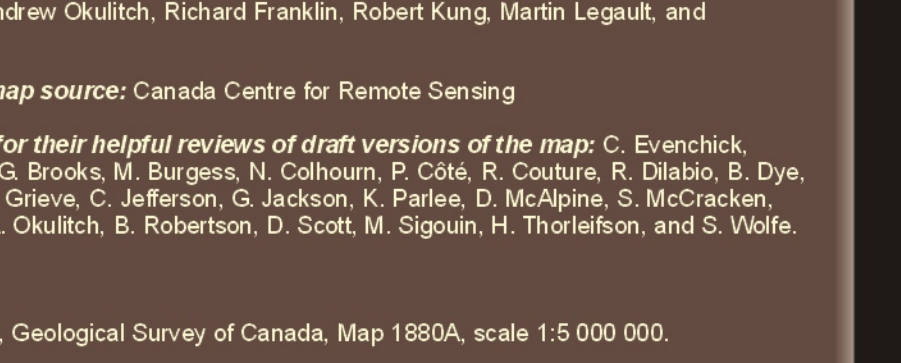 ndrew Okulitch, Richard Franklin, Robert Kung, Martin Legault, and
map source: Canada Centre for Remote Sensing
for their helpful reviews of draft versions of the map: C. Evenchick,
G. Brooks, M. Burgess, N. Colhourn, P. Côté, R. Couture, R. Dilabio, B. Dye,
Grieve, C. Jefferson, G. Jackson, K. Parlee, D. McAlpine, S. McCracken,
. Okulitch, B. Robertson, D. Scott, M. Sigouin, H. Thorleifson, and S. Wolfe.
, Geological Survey of Canada, Map 1880A, scale 1:5 000 000.